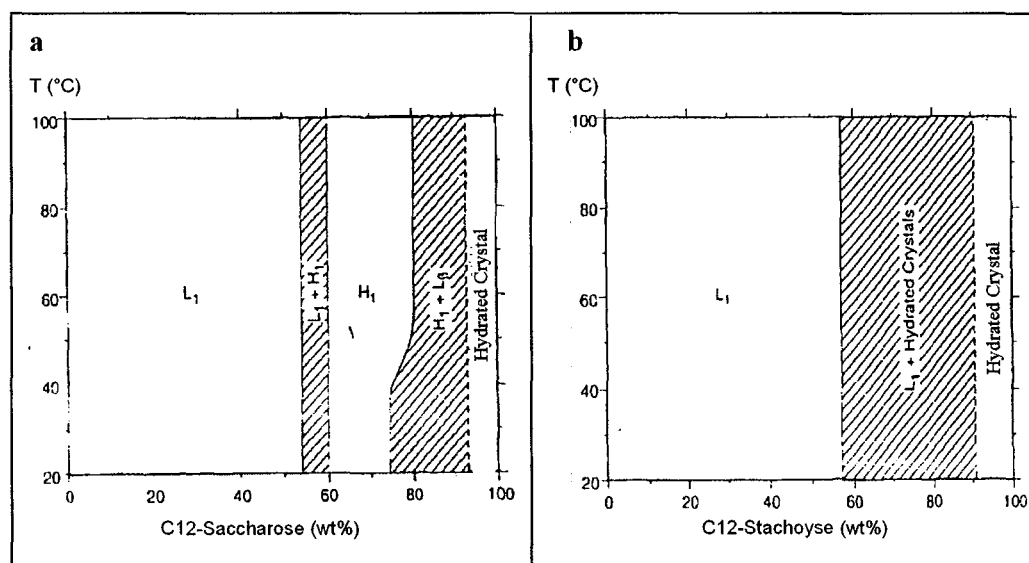 a
T (°C)
100
80
60
40
20
L1
L1 + H1
H1
H1 + Lβ
Hydrated Crystal
0
20
40
60
80
100
C12-Saccharose (wt%)
b
T (°C)
100
80
60
40
20
L1
L1 + Hydrated Crystals
Hydrated Crystal
0
20
40
60
80
100
C12-Stachoyse (wt%)